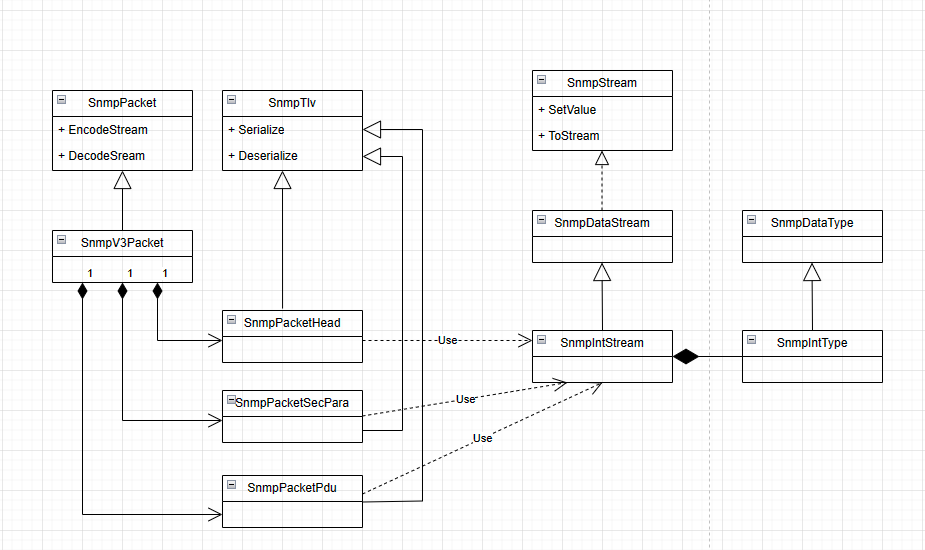 SnmpPacket
+ EncodeStream
+ DecodeSream
SnmpTlv
+ Serialize
+ Deserialize
SnmpStream
+ SetValue
+ ToStream
SnmpV3Packet
1 1 1
SnmpDataStream
SnmpDataType
SnmpPacketHead
Use
SnmpIntStream
SnmpIntType
SnmpPacketSecPara
Use
Use
SnmpPacketPdu